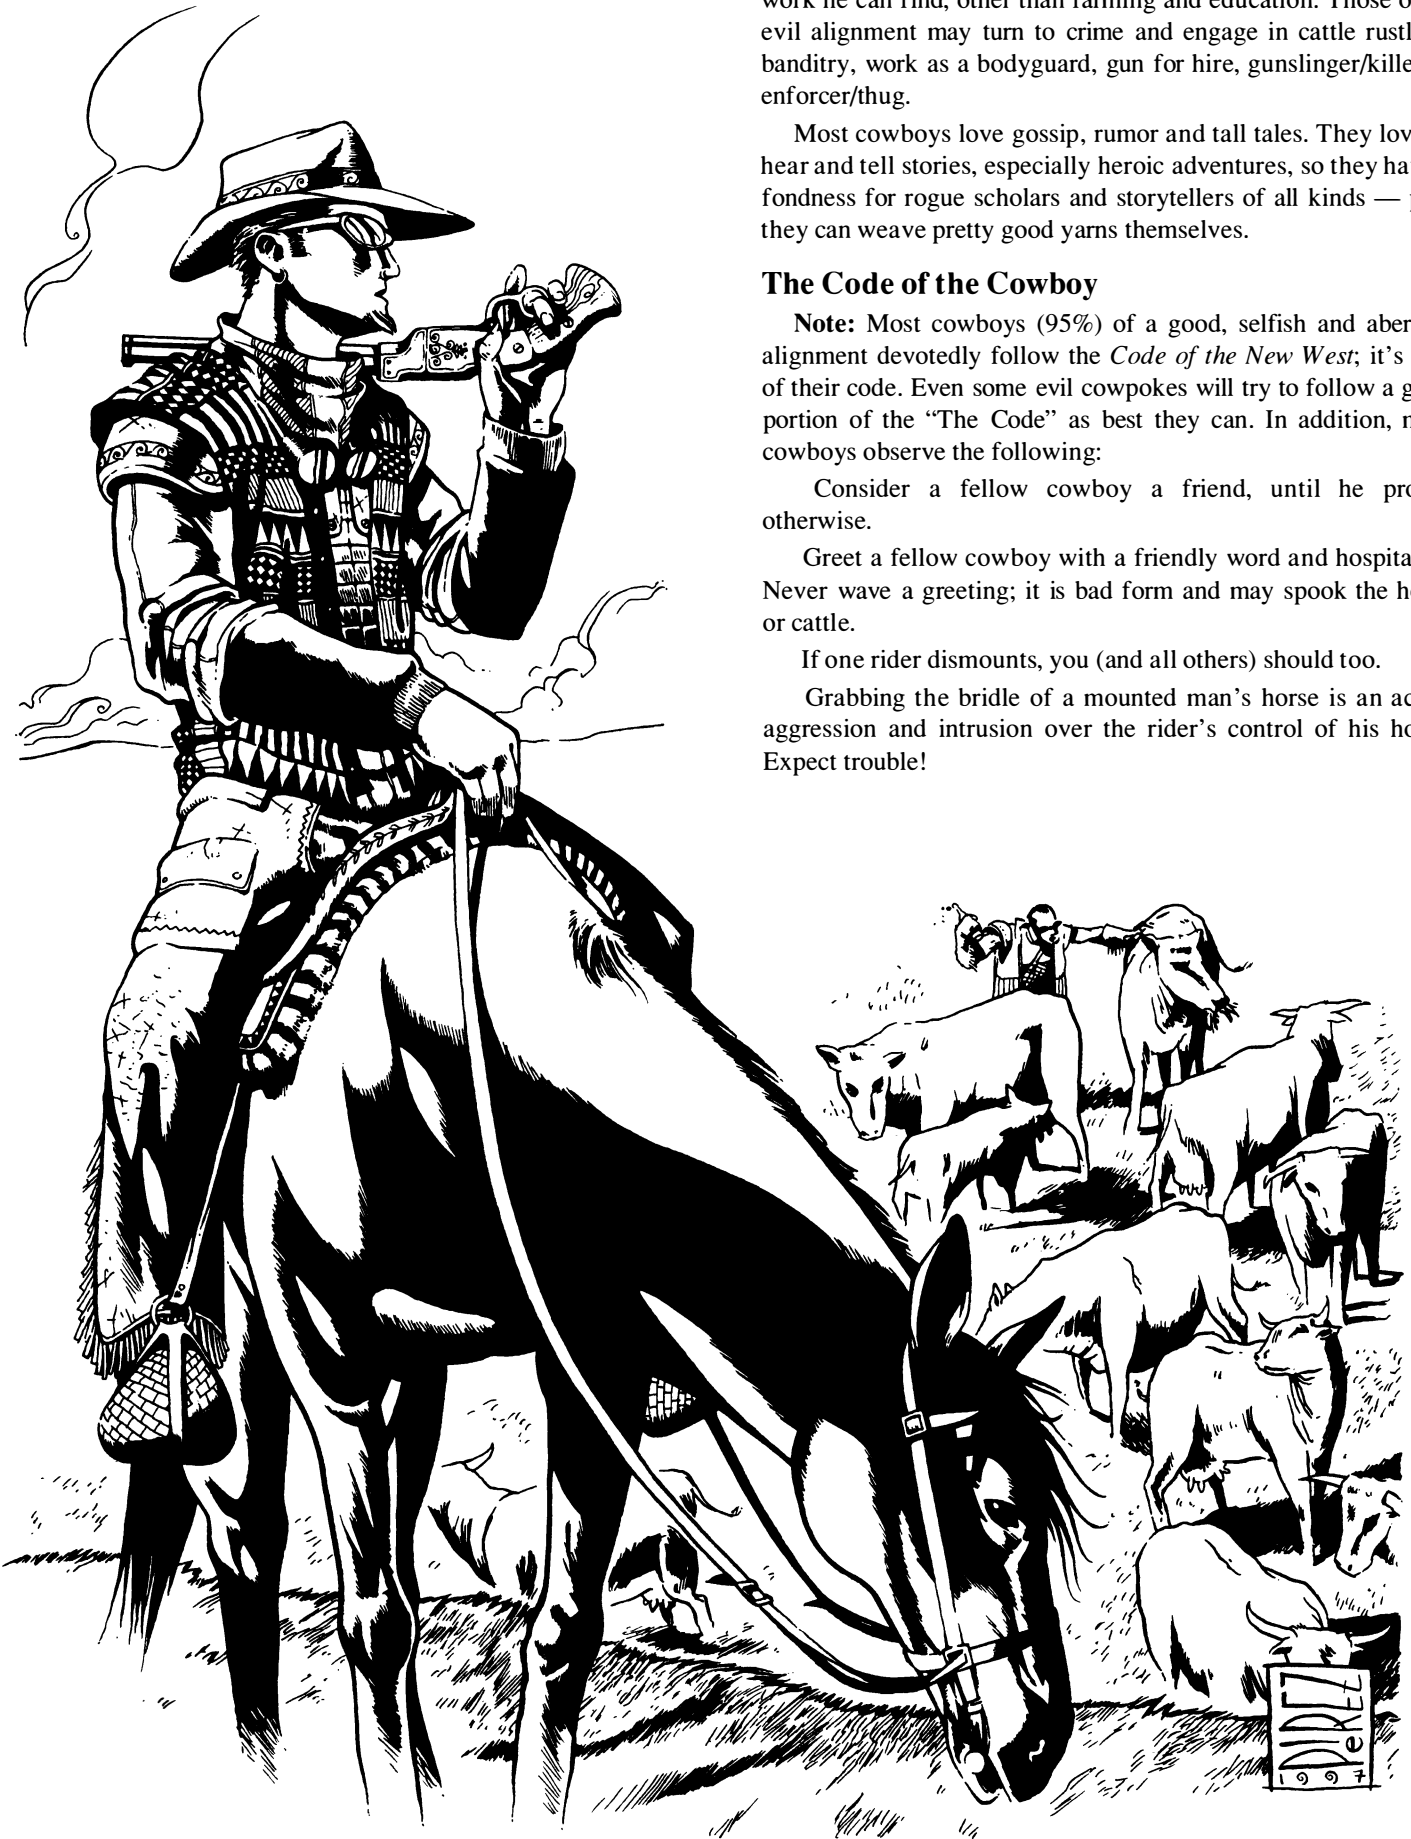 work he can find, other than farming and education. Those o
evil alignment may turn to crime and engage in cattle rustl
banditry, work as a bodyguard, gun for hire, gunslinger/kille
enforcer/thug.
Most cowboys love gossip, rumor and tall tales. They lov
hear and tell stories, especially heroic adventures, so they ha
fondness for rogue scholars and storytellers of all kinds —
they can weave pretty good yarns themselves.
The Code of the Cowboy
Note: Most cowboys (95%) of a good, selfish and aber
alignment devotedly follow the Code of the New West; it's
of their code. Even some evil cowpokes will try to follow a g
portion of the “The Code” as best they can. In addition, m
cowboys observe the following:
Consider a fellow cowboy a friend, until he pro
otherwise.
Greet a fellow cowboy with a friendly word and hospita
Never wave a greeting; it is bad form and may spook the h
or cattle.
If one rider dismounts, you (and all others) should too.
Grabbing the bridle of a mounted man's horse is an ac
aggression and intrusion over the rider's control of his ho
Expect trouble!
PEREZ
1997